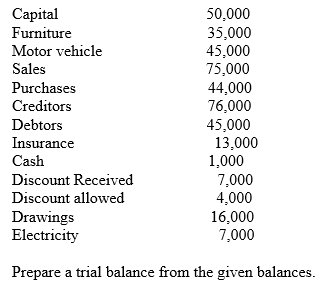 Capital 50,000
Furniture 35,000
Motor vehicle 45,000
Sales 75,000
Purchases 44,000
Creditors 76,000
Debtors 45,000
Insurance 13,000
Cash 1,000
Discount Received 7,000
Discount allowed 4,000
Drawings 16,000
Electricity 7,000
Prepare a trial balance from the given balances.